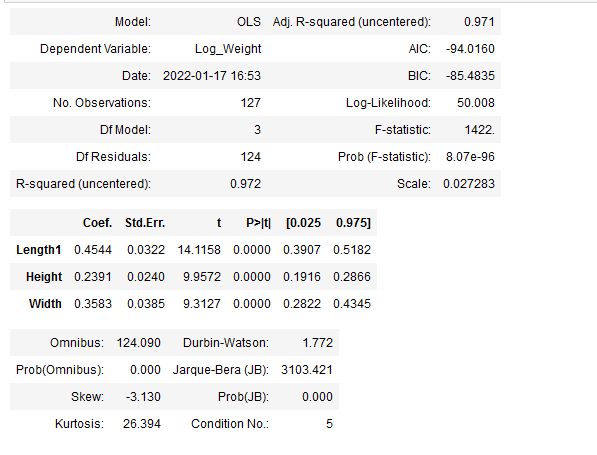 Model: OLS Adj. R-squared (uncentered): 0.971
Dependent Variable: Log_Weight AIC: -94.0160
Date: 2022-01-17 16:53 BIC: -85.4835
No. Observations: 127 Log-Likelihood: 50.008
Df Model: 3 F-statistic: 1422.
Df Residuals: 124 Prob (F-statistic): 8.07e-96
R-squared (uncentered): 0.972 Scale: 0.027283
Coef. Std.Err. t P>|t| [0.025 0.975]
Length1 0.4544 0.0322 14.1158 0.0000 0.3907 0.5182
Height 0.2391 0.0240 9.9572 0.0000 0.1916 0.2866
Width 0.3583 0.0385 9.3127 0.0000 0.2822 0.4345
Omnibus: 124.090 Durbin-Watson: 1.772
Prob(Omnibus): 0.000 Jarque-Bera (JB): 3103.421
Skew: -3.130 Prob(JB): 0.000
Kurtosis: 26.394 Condition No.: 5